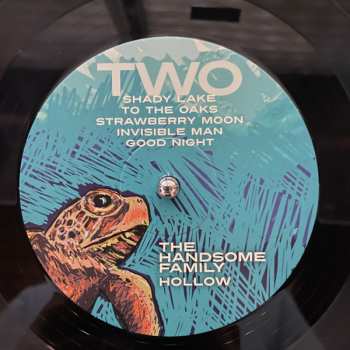 TWO
SHADY LAKE
TO THE OAKS
STRAWBERRY MOON
INVISIBLE MAN
GOOD NIGHT
THE
HANDSOME
FAMILY
HOLLOW